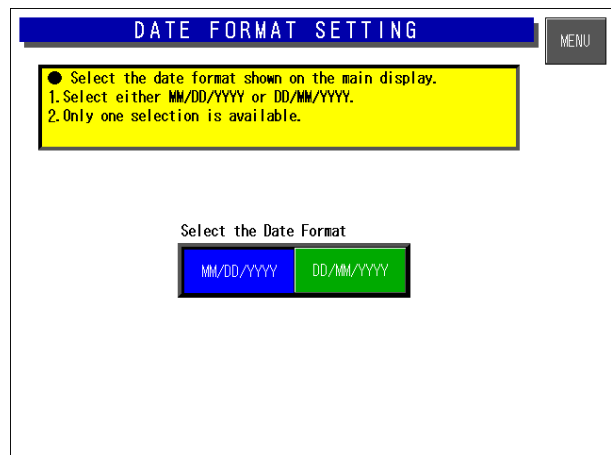 DATE FORMAT SETTING
MENU
● Select the date format shown on the main display.
1.Select either MM/DD/YYYY or DD/MM/YYYY.
2.Only one selection is available.
Select the Date Format
MM/DD/YYYY DD/MM/YYYY